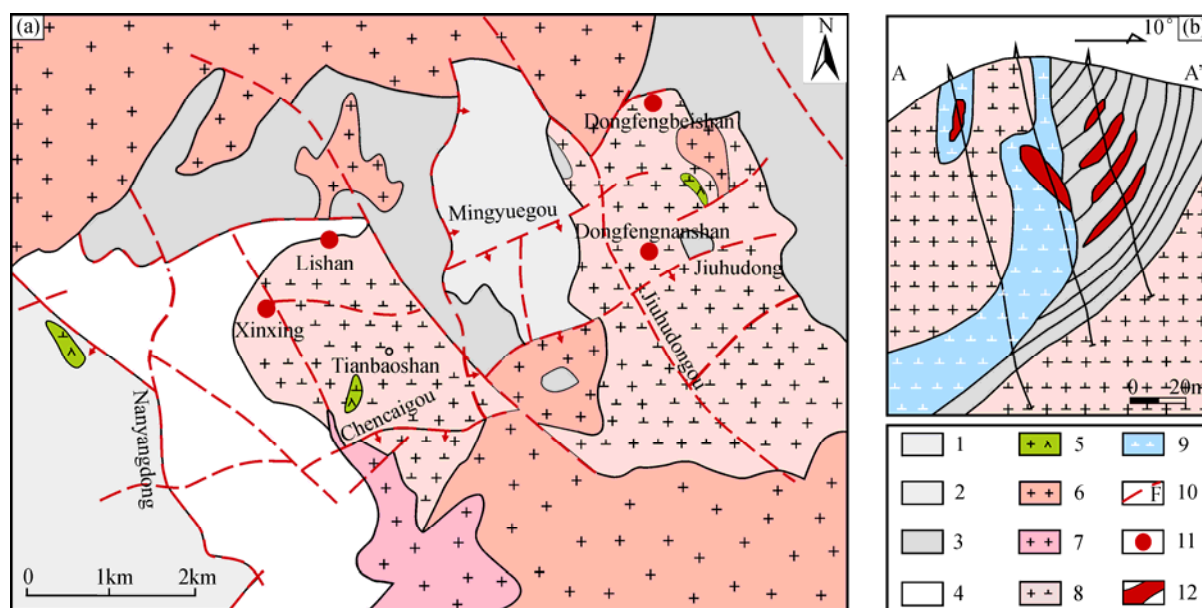 (a)
N
Dongfengbeishan
Mingyuegou
Dongfengnanshan
Lishan
Jiuhudong
Xinxing
Jiuhudongou
Tianbaoshan
Chencaigou
Nanyangdong
0 1km 2km
10° (b)
A A'
0 20m
1 5 9
2 6 F 10
3 7 11
4 8 12